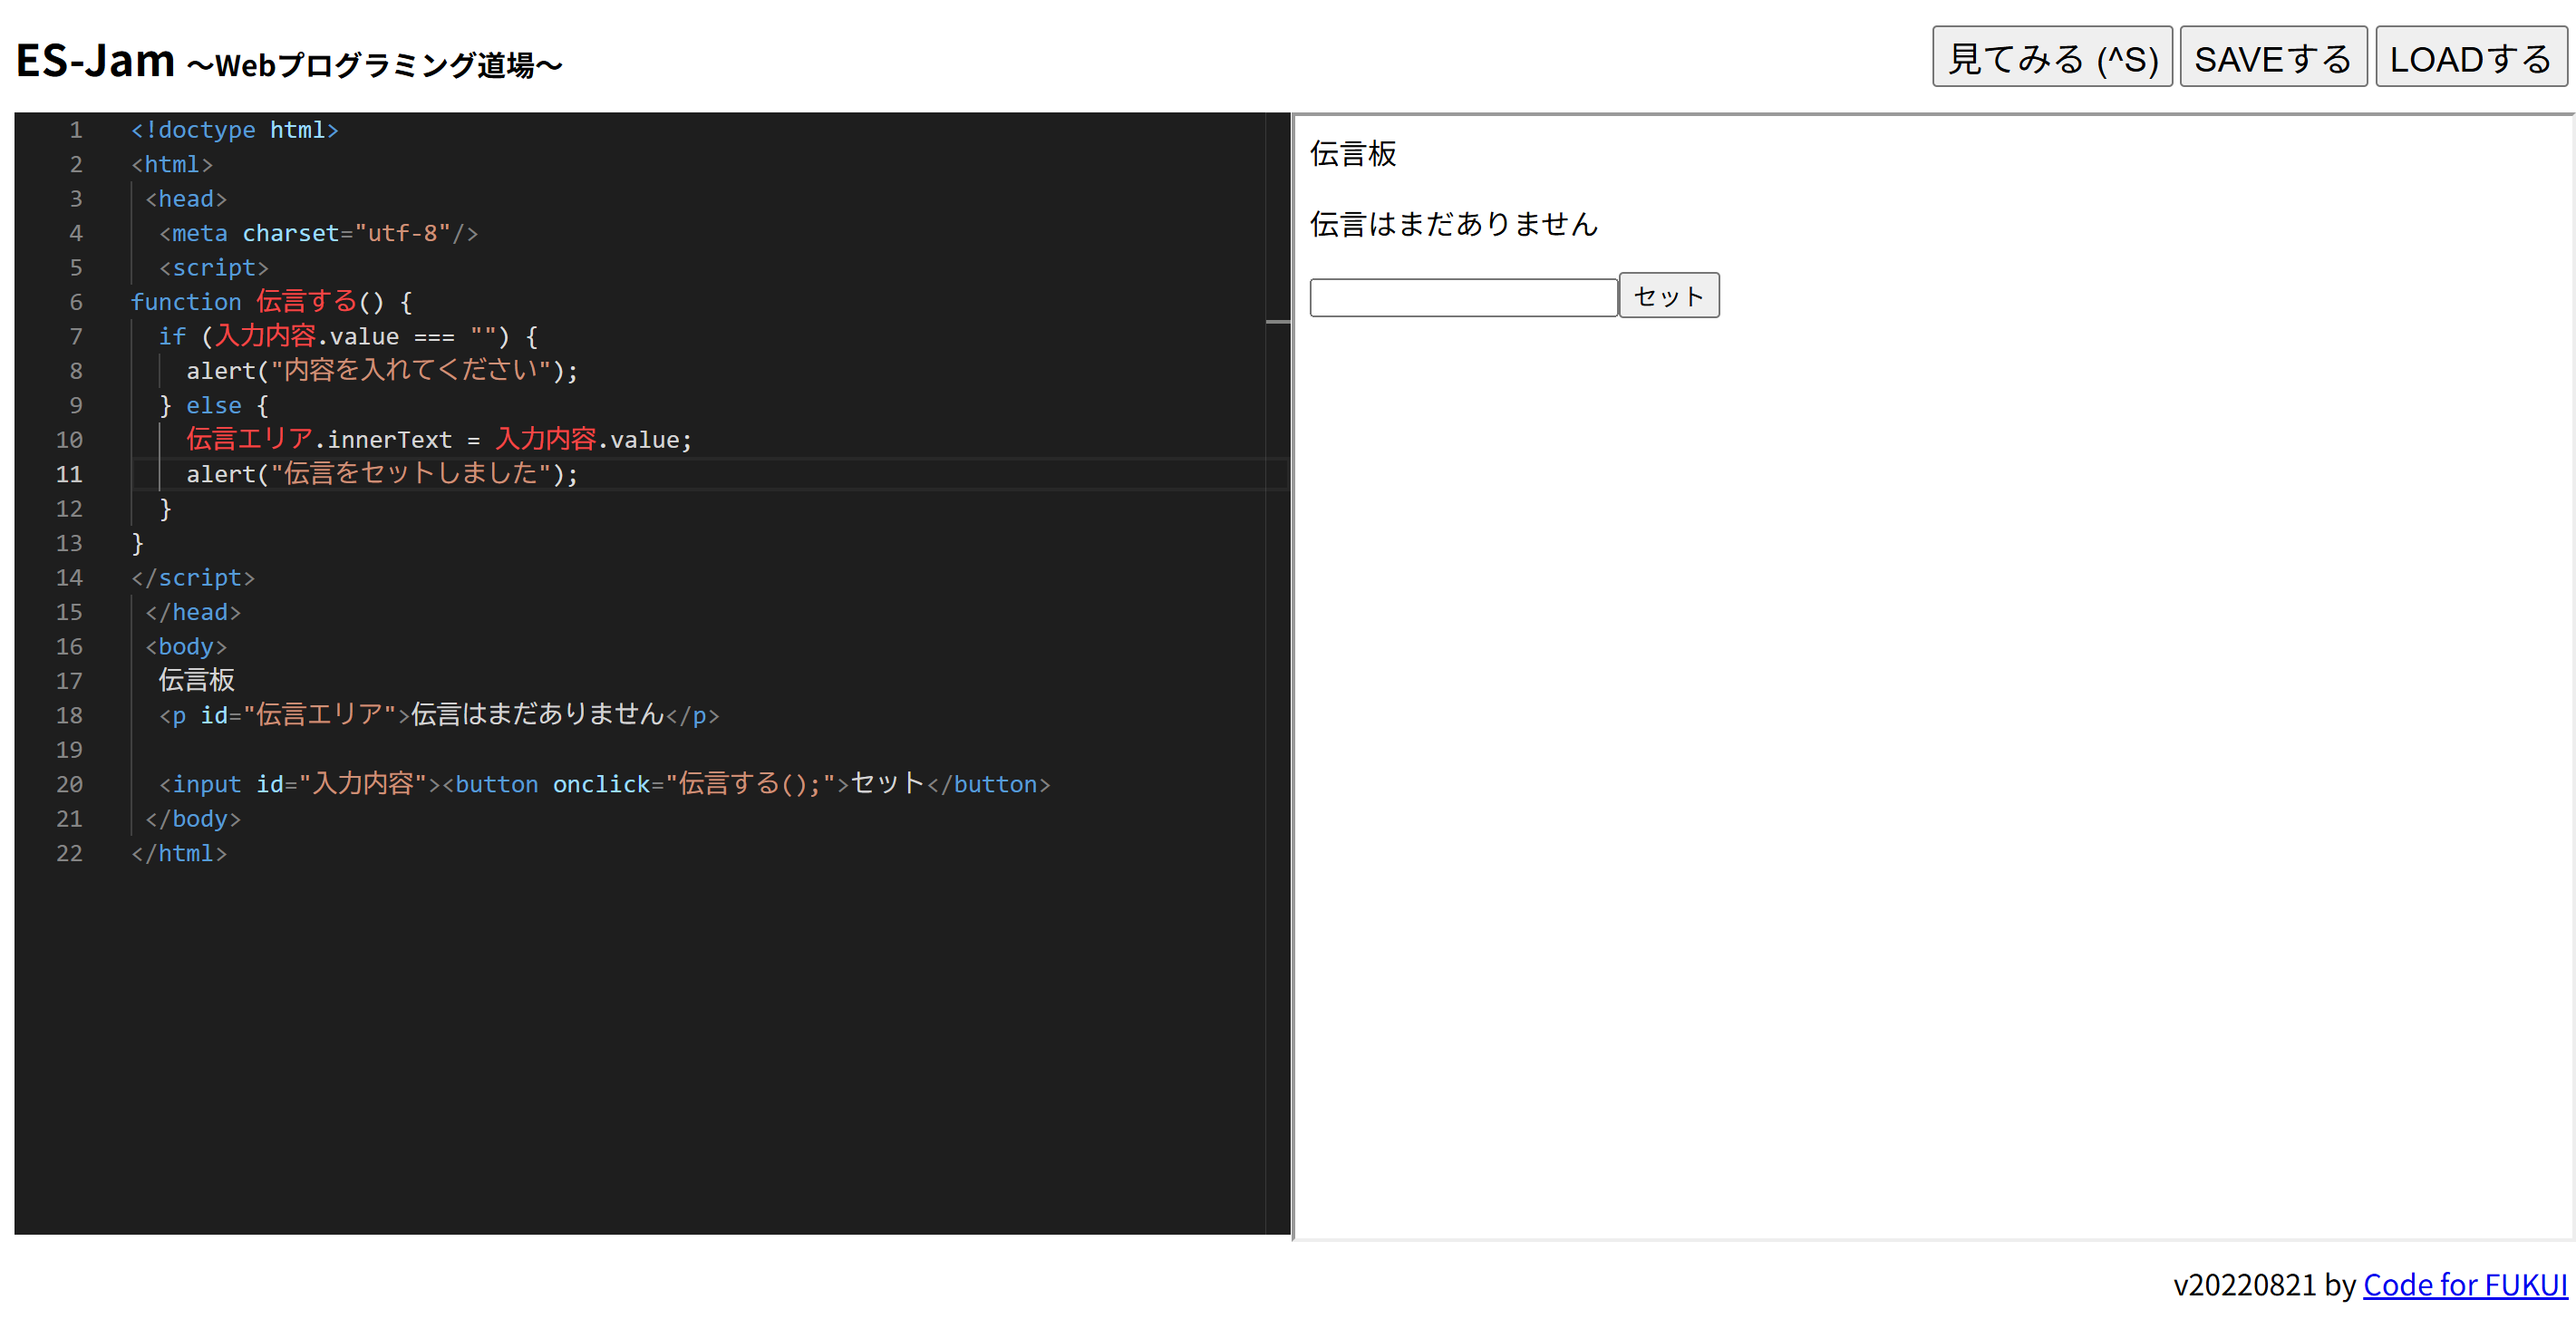 ES-Jam 〜Webプログラミング道場〜
見てみる (^S) SAVEする LOADする
1 <!doctype html>
2 <html>
3 <head>
4 <meta charset="utf-8"/>
5 <script>
6 function 伝言する() {
7 if (入力内容.value === "") {
8 alert("内容を入れてください");
9 } else {
10 伝言エリア.innerText = 入力内容.value;
11 alert("伝言をセットしました");
12 }
13 }
14 </script>
15 </head>
16 <body>
17 伝言板
18 <p id="伝言エリア">伝言はまだありません</p>
19
20 <input id="入力内容"><button onclick="伝言する();">セット</button>
21 </body>
22 </html>
伝言板
伝言はまだありません
セット
v20220821 by Code for FUKUI